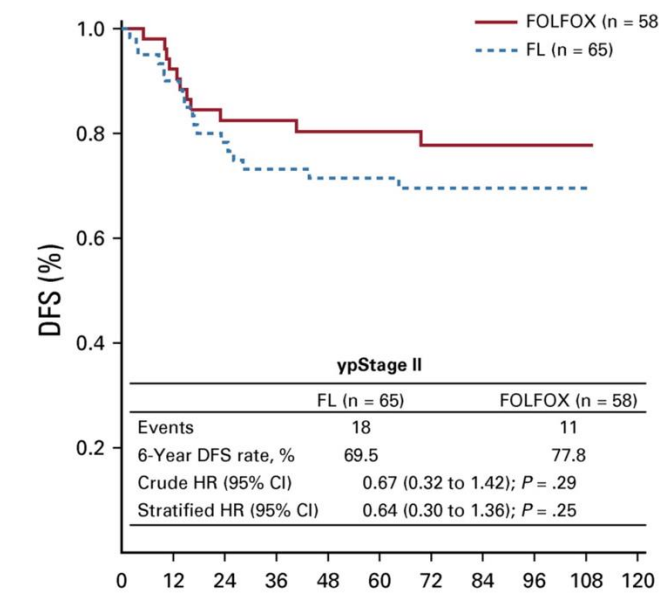 FOLFOX (n = 58
FL (n = 65)
1.0
0.8
0.6
0.4
0.2
DFS (%)
ypStage II
FL (n = 65) FOLFOX (n = 58)
Events 18 11
6-Year DFS rate, % 69.5 77.8
Crude HR (95% CI) 0.67 (0.32 to 1.42); P = .29
Stratified HR (95% CI) 0.64 (0.30 to 1.36); P = .25
0 12 24 36 48 60 72 84 96 108 120